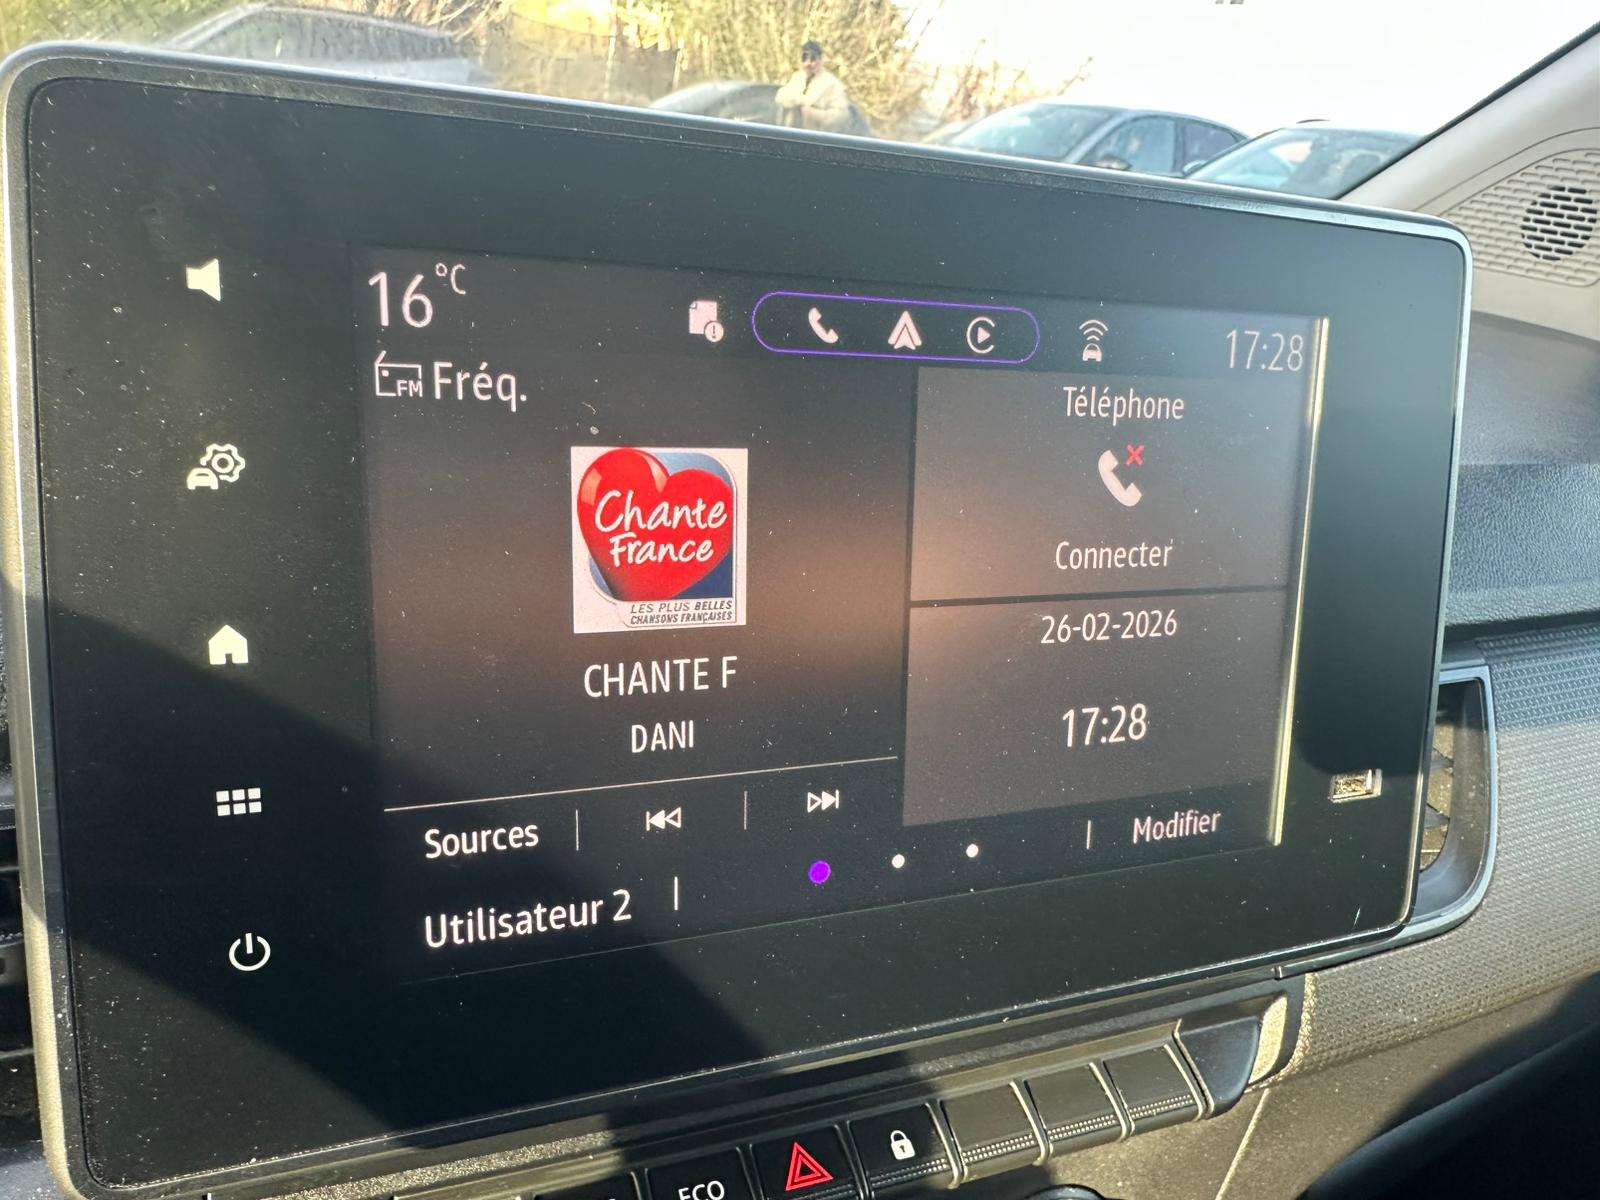 16°C
17:28
FM Fréq.
Téléphone
Chante
France
LES PLUS BELLES
CHANSONS FRANÇAISES
Connecter
26-02-2026
CHANTE F
DANI
17:28
Sources
Modifier
Utilisateur 2
ECO